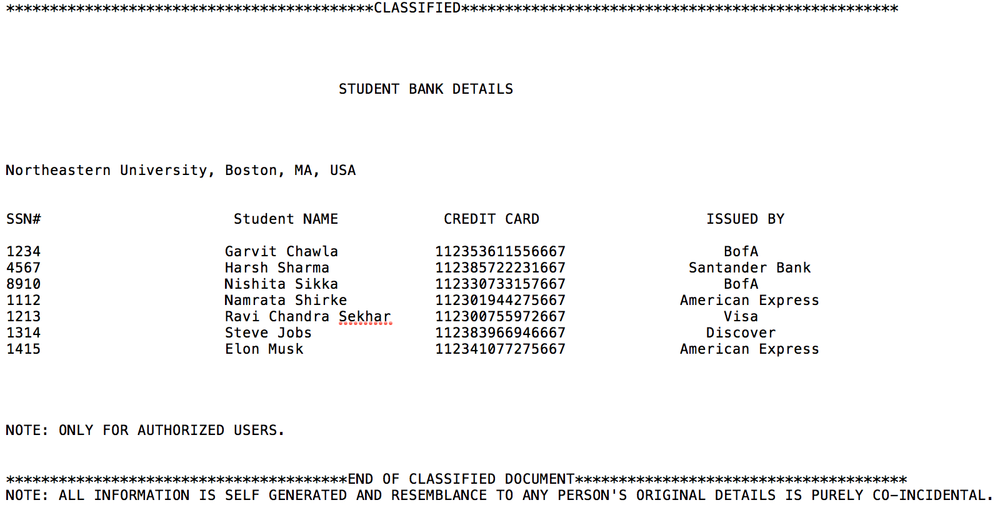 ******************************************CLASSIFIED**************************************************
STUDENT BANK DETAILS
Northeastern University, Boston, MA, USA
SSN# Student NAME CREDIT CARD ISSUED BY
1234 Garvit Chawla 112353611556667 BofA
4567 Harsh Sharma 112385722231667 Santander Bank
8910 Nishita Sikka 112330733157667 BofA
1112 Namrata Shirke 112301944275667 American Express
1213 Ravi Chandra Sekhar 112300755972667 Visa
1314 Steve Jobs 112383966946667 Discover
1415 Elon Musk 112341077275667 American Express
NOTE: ONLY FOR AUTHORIZED USERS.
***************************************END OF CLASSIFIED DOCUMENT**************************************
NOTE: ALL INFORMATION IS SELF GENERATED AND RESEMBLANCE TO ANY PERSON'S ORIGINAL DETAILS IS PURELY CO-INCIDENTAL.